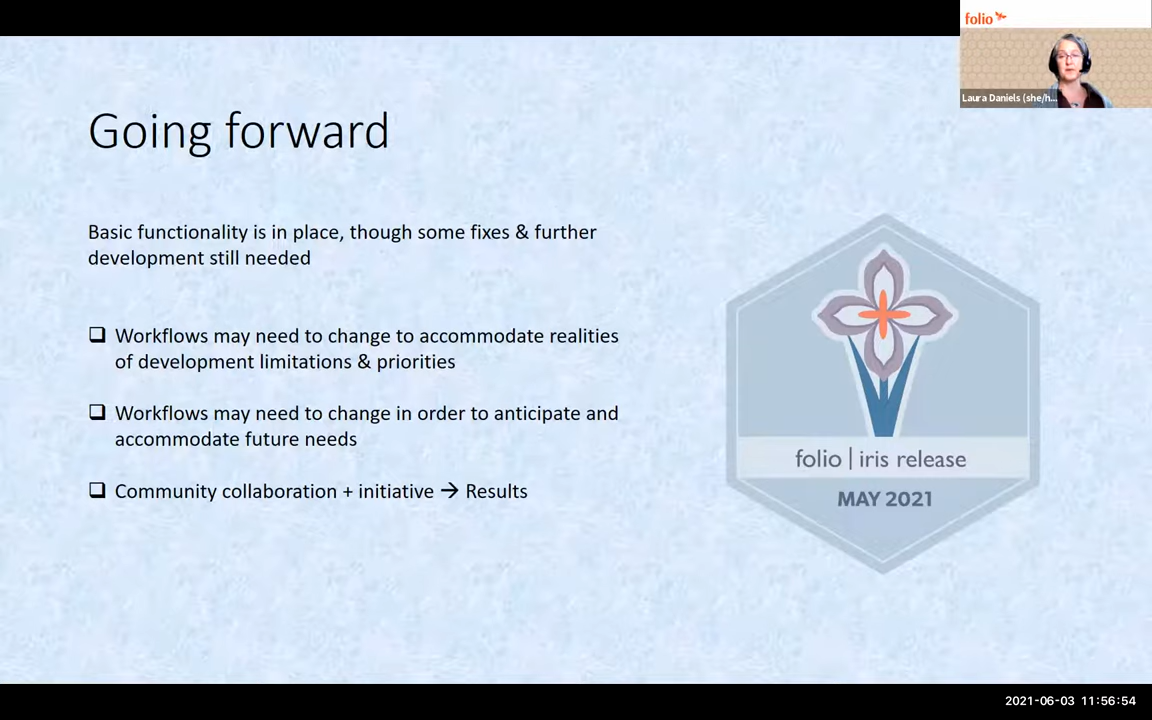 folio
Laura Daniels (she/h...
Going forward
Basic functionality is in place, though some fixes & further
development still needed
❑ Workflows may need to change to accommodate realities
of development limitations & priorities
❑ Workflows may need to change in order to anticipate and
accommodate future needs
❑ Community collaboration + initiative → Results
folio | iris release
MAY 2021
2021-06-03 11:56:54